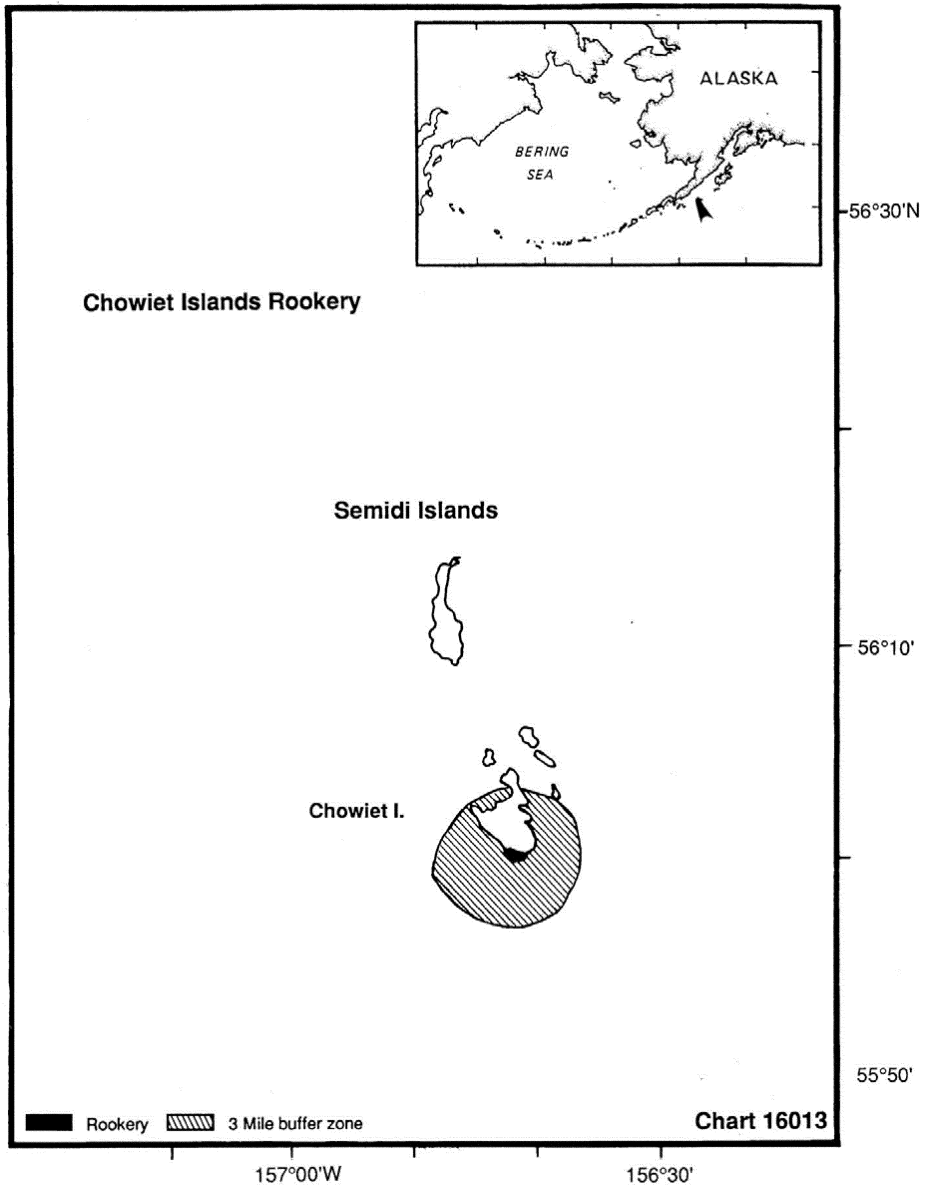 ALASKA
BERING
SEA
56°30'N
Chowiet Islands Rookery
Semidi Islands
56°10'
Chowiet I.
55°50'
Rookery
3 Mile buffer zone
Chart 16013
157°00'W
156°30'